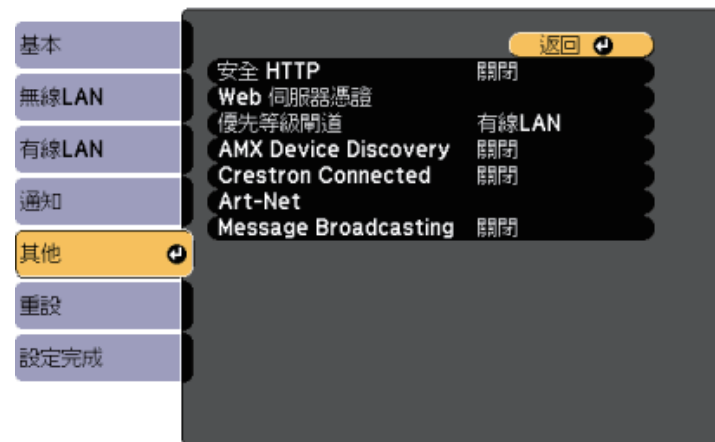 基本
無線LAN
有線LAN
通知
其他
重設
設定完成
返回
安全 HTTP 關閉
Web 伺服器憑證
優先等級閘道 有線LAN
AMX Device Discovery 關閉
Crestron Connected 關閉
Art-Net
Message Broadcasting 關閉